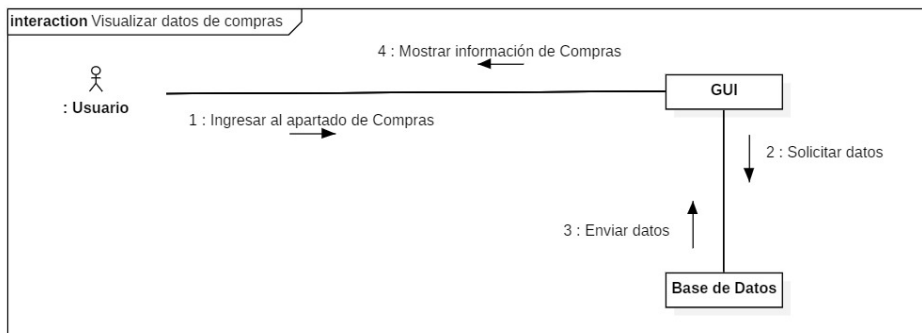 interaction Visualizar datos de compras
4 : Mostrar información de Compras
: Usuario
GUI
1 : Ingresar al apartado de Compras
2 : Solicitar datos
3 : Enviar datos
Base de Datos